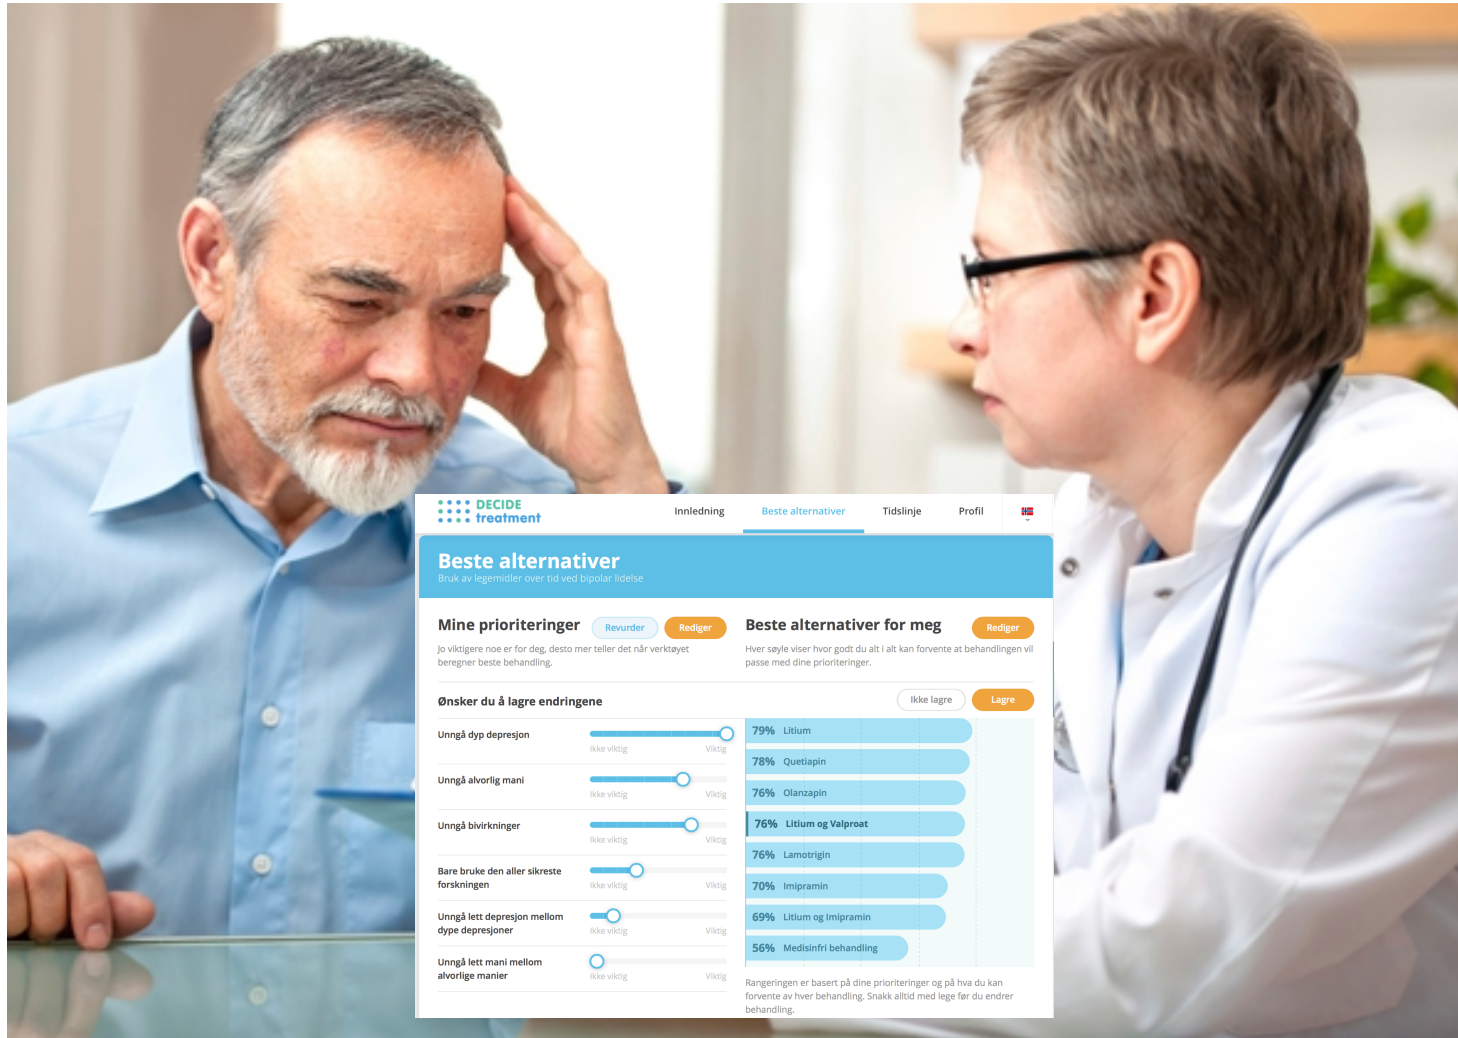 DECIDE
treatment
Innledning
Beste alternativer
Tidslinje
Profil
Beste alternativer
Bruk av legemidler over tid ved bipolar lidelse
Mine prioriteringer
Revurder
Rediger
Jo viktigere noe er for deg, desto mer teller det når verktøyet
beregner beste behandling.
Beste alternativer for meg
Rediger
Hver søyle viser hvor godt du alt i alt kan forvente at behandlingen vil
passe med dine prioriteringer.
Ønsker du å lagre endringene
Ikke lagre
Lagre
Unngå dyp depresjon
Ikke viktig
Viktig
Unngå alvorlig mani
Ikke viktig
Viktig
Unngå bivirkninger
Ikke viktig
Viktig
Bare bruke den aller sikreste
forskningen
Ikke viktig
Viktig
Unngå lett depresjon mellom
dype depresjoner
Ikke viktig
Viktig
Unngå lett mani mellom
alvorlige manier
Ikke viktig
Viktig
79% Litium
78% Quetiapin
76% Olanzapin
76% Litium og Valproat
76% Lamotrigin
70% Imipramin
69% Litium og Imipramin
56% Medisinfri behandling
Rangeringen er basert på dine prioriteringer og på hva du kan
forvente av hver behandling. Snakk alltid med lege før du endrer
behandling.